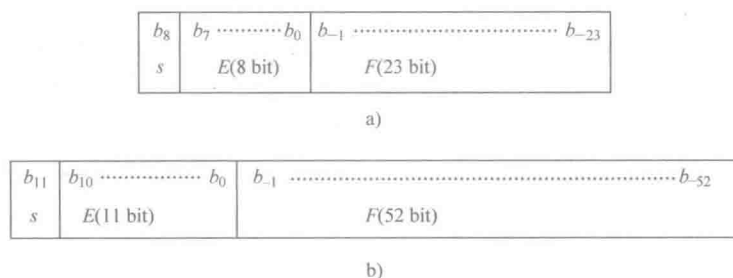 b₈ b₇ ·········· b₀ b₋₁ ······························ b₋₂₃
s E(8 bit) F(23 bit)
a)
b₁₁ b₁₀ ·············· b₀ b₋₁ ························································ b₋₅₂
s E(11 bit) F(52 bit)
b)